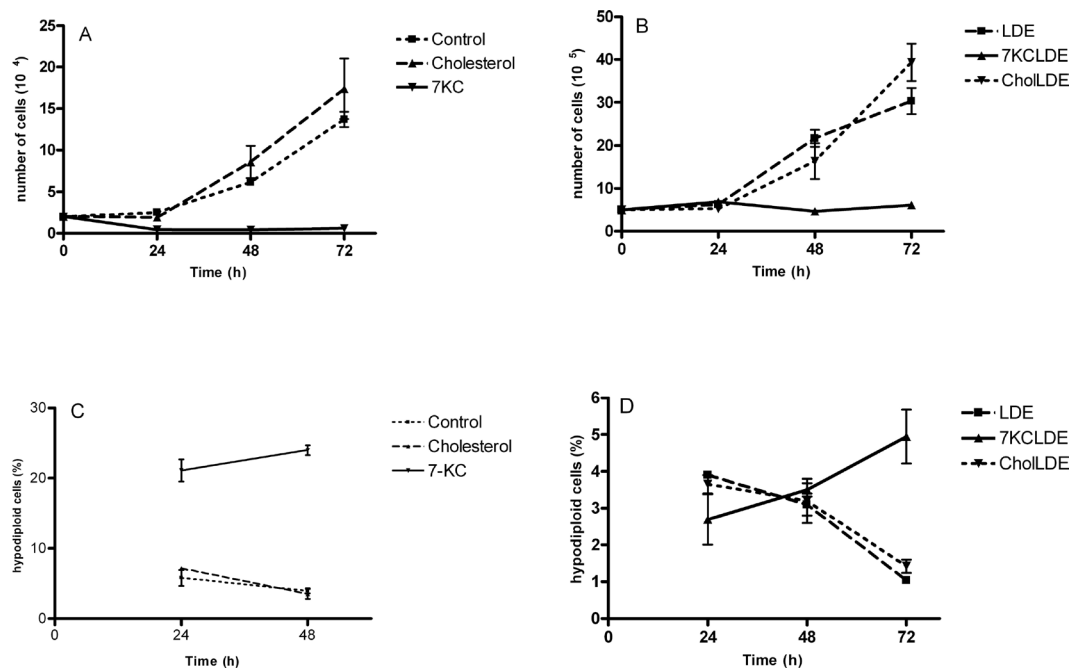 A
number of cells (10 -4)
25
20
15
10
5
0
0
24
48
72
Time (h)
Control
Cholesterol
7KC
B
number of cells (10 5)
50
40
30
20
10
0
0
24
48
72
Time (h)
LDE
7KCLDE
CholLDE
C
hypodiploid cells (%)
30
20
10
0
0
24
48
Time (h)
Control
Cholesterol
7-KC
D
hypodiploid cells (%)
6
5
4
3
2
1
0
0
24
48
72
Time (h)
LDE
7KCLDE
CholLDE